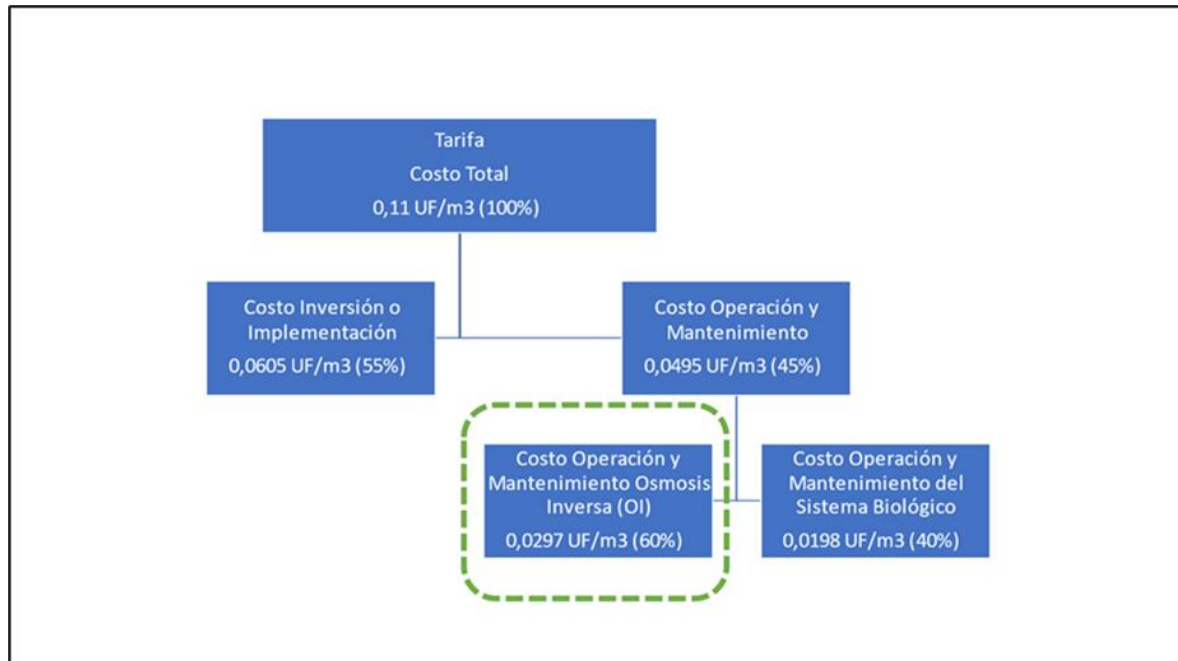 Tarifa
Costo Total
0,11 UF/m3 (100%)
Costo Inversión o
Implementación
0,0605 UF/m3 (55%)
Costo Operación y
Mantenimiento
0,0495 UF/m3 (45%)
Costo Operación y
Mantenimiento Osmosis
Inversa (OI)
0,0297 UF/m3 (60%)
Costo Operación y
Mantenimiento del
Sistema Biológico
0,0198 UF/m3 (40%)